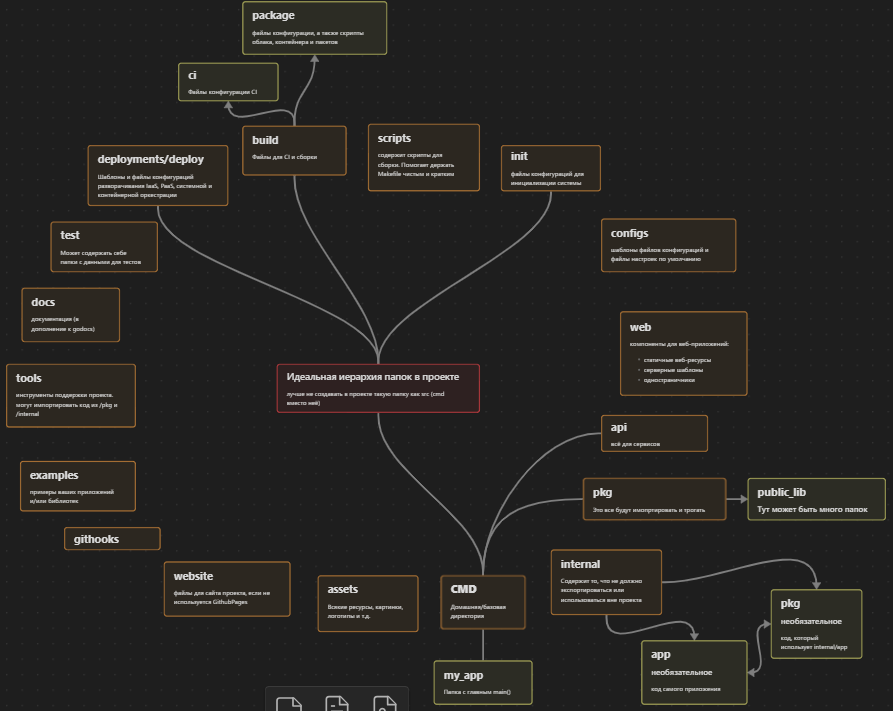 package
файлы конфигурации, а также скрипты
облака, контейнера и пакетов
ci
Файлы конфигурации CI
build
Файлы для CI и сборки
scripts
содержит скрипты для
сборки. Помогает держать
Makefile чистым и кратким
init
файлы конфигураций для
инициализации системы
deployments/deploy
Шаблоны и файлы конфигураций
разворачивания IaaS, PaaS, системной и
контейнерной оркестрации
test
Может содержать себе
папки с данными для тестов
configs
шаблоны файлов конфигураций и
файлы настроек по умолчанию
docs
документация (в
дополнение к godocs)
web
компоненты для веб-приложений:
• статичные веб-ресурсы
• серверные шаблоны
• одностраничники
tools
инструменты поддержки проекта.
могут импортировать код из /pkg и
/internal
Идеальная иерархия папок в проекте
лучше не создавать в проекте такую папку как src (cmd
вместо неё)
api
всё для сервисов
examples
примеры ваших приложений
и/или библиотек
pkg
Это все будут имопртировать и трогать
public_lib
Тут может быть много папок
githooks
website
файлы для сайта проекта, если не
используется GithubPages
assets
Всякие ресурсы, картинки,
логотипы и т.д.
CMD
Домашняя/базовая
директория
internal
Содержит то, что не должно
экспортироваться или
использоваться вне проекта
pkg
необязательное
код, который
использует internal/app
app
необязательное
код самого приложения
my_app
Папка с главным main()